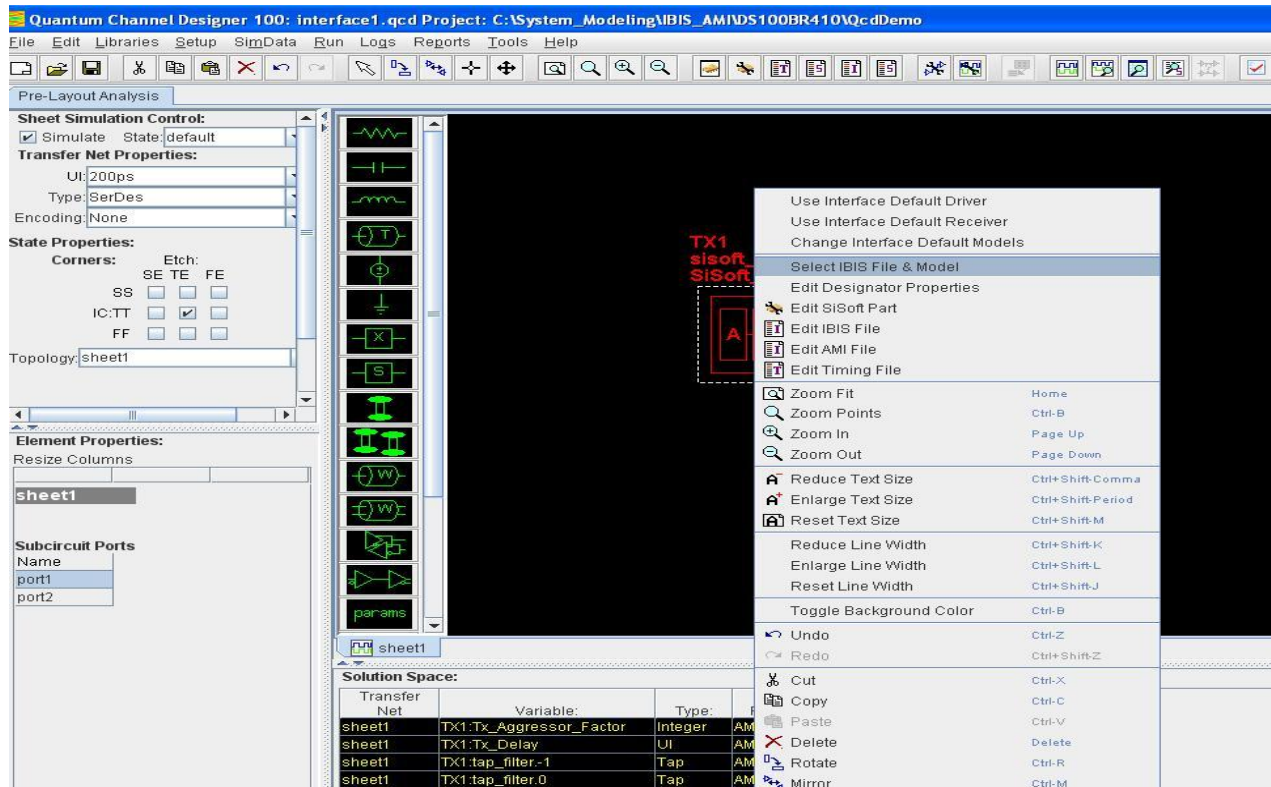 Quantum Channel Designer 100: interface1.qcd Project: C:\System_Modeling\IBIS_AMI\DS100BR410\QcdDemo
File Edit Libraries Setup SimData Run Logs Reports Tools Help
Pre-Layout Analysis
Sheet Simulation Control:
Simulate State: default
Transfer Net Properties:
UI: 200ps
Type: SerDes
Encoding: None
State Properties:
Corners: Etch:
SE TE FE
SS
IC:TT
FF
Topology: sheet1
Element Properties:
Resize Columns
sheet1
Subcircuit Ports
Name
port1
port2
T
X
S
W
W
params
TX1
sisoft_
SiSoft_
A
Use Interface Default Driver
Use Interface Default Receiver
Change Interface Default Models
Select IBIS File & Model
Edit Designator Properties
Edit SiSoft Part
Edit IBIS File
Edit AMI File
Edit Timing File
Zoom Fit Home
Zoom Points Ctrl-B
Zoom In Page Up
Zoom Out Page Down
Reduce Text Size Ctrl+Shift-Comma
Enlarge Text Size Ctrl+Shift-Period
Reset Text Size Ctrl+Shift-M
Reduce Line Width Ctrl+Shift-K
Enlarge Line Width Ctrl+Shift-L
Reset Line Width Ctrl+Shift-J
Toggle Background Color Ctrl-B
Undo Ctrl-Z
Redo Ctrl+Shift-Z
Cut Ctrl-X
Copy Ctrl-C
Paste Ctrl-V
Delete Delete
Rotate Ctrl-R
Mirror Ctrl-M
sheet1
Solution Space:
Transfer Net Variable: Type:
sheet1 TX1:Tx_Aggressor_Factor Integer AM
sheet1 TX1:Tx_Delay UI AM
sheet1 TX1:tap_filter.-1 Tap AM
sheet1 TX1:tap_filter.0 Tap AM